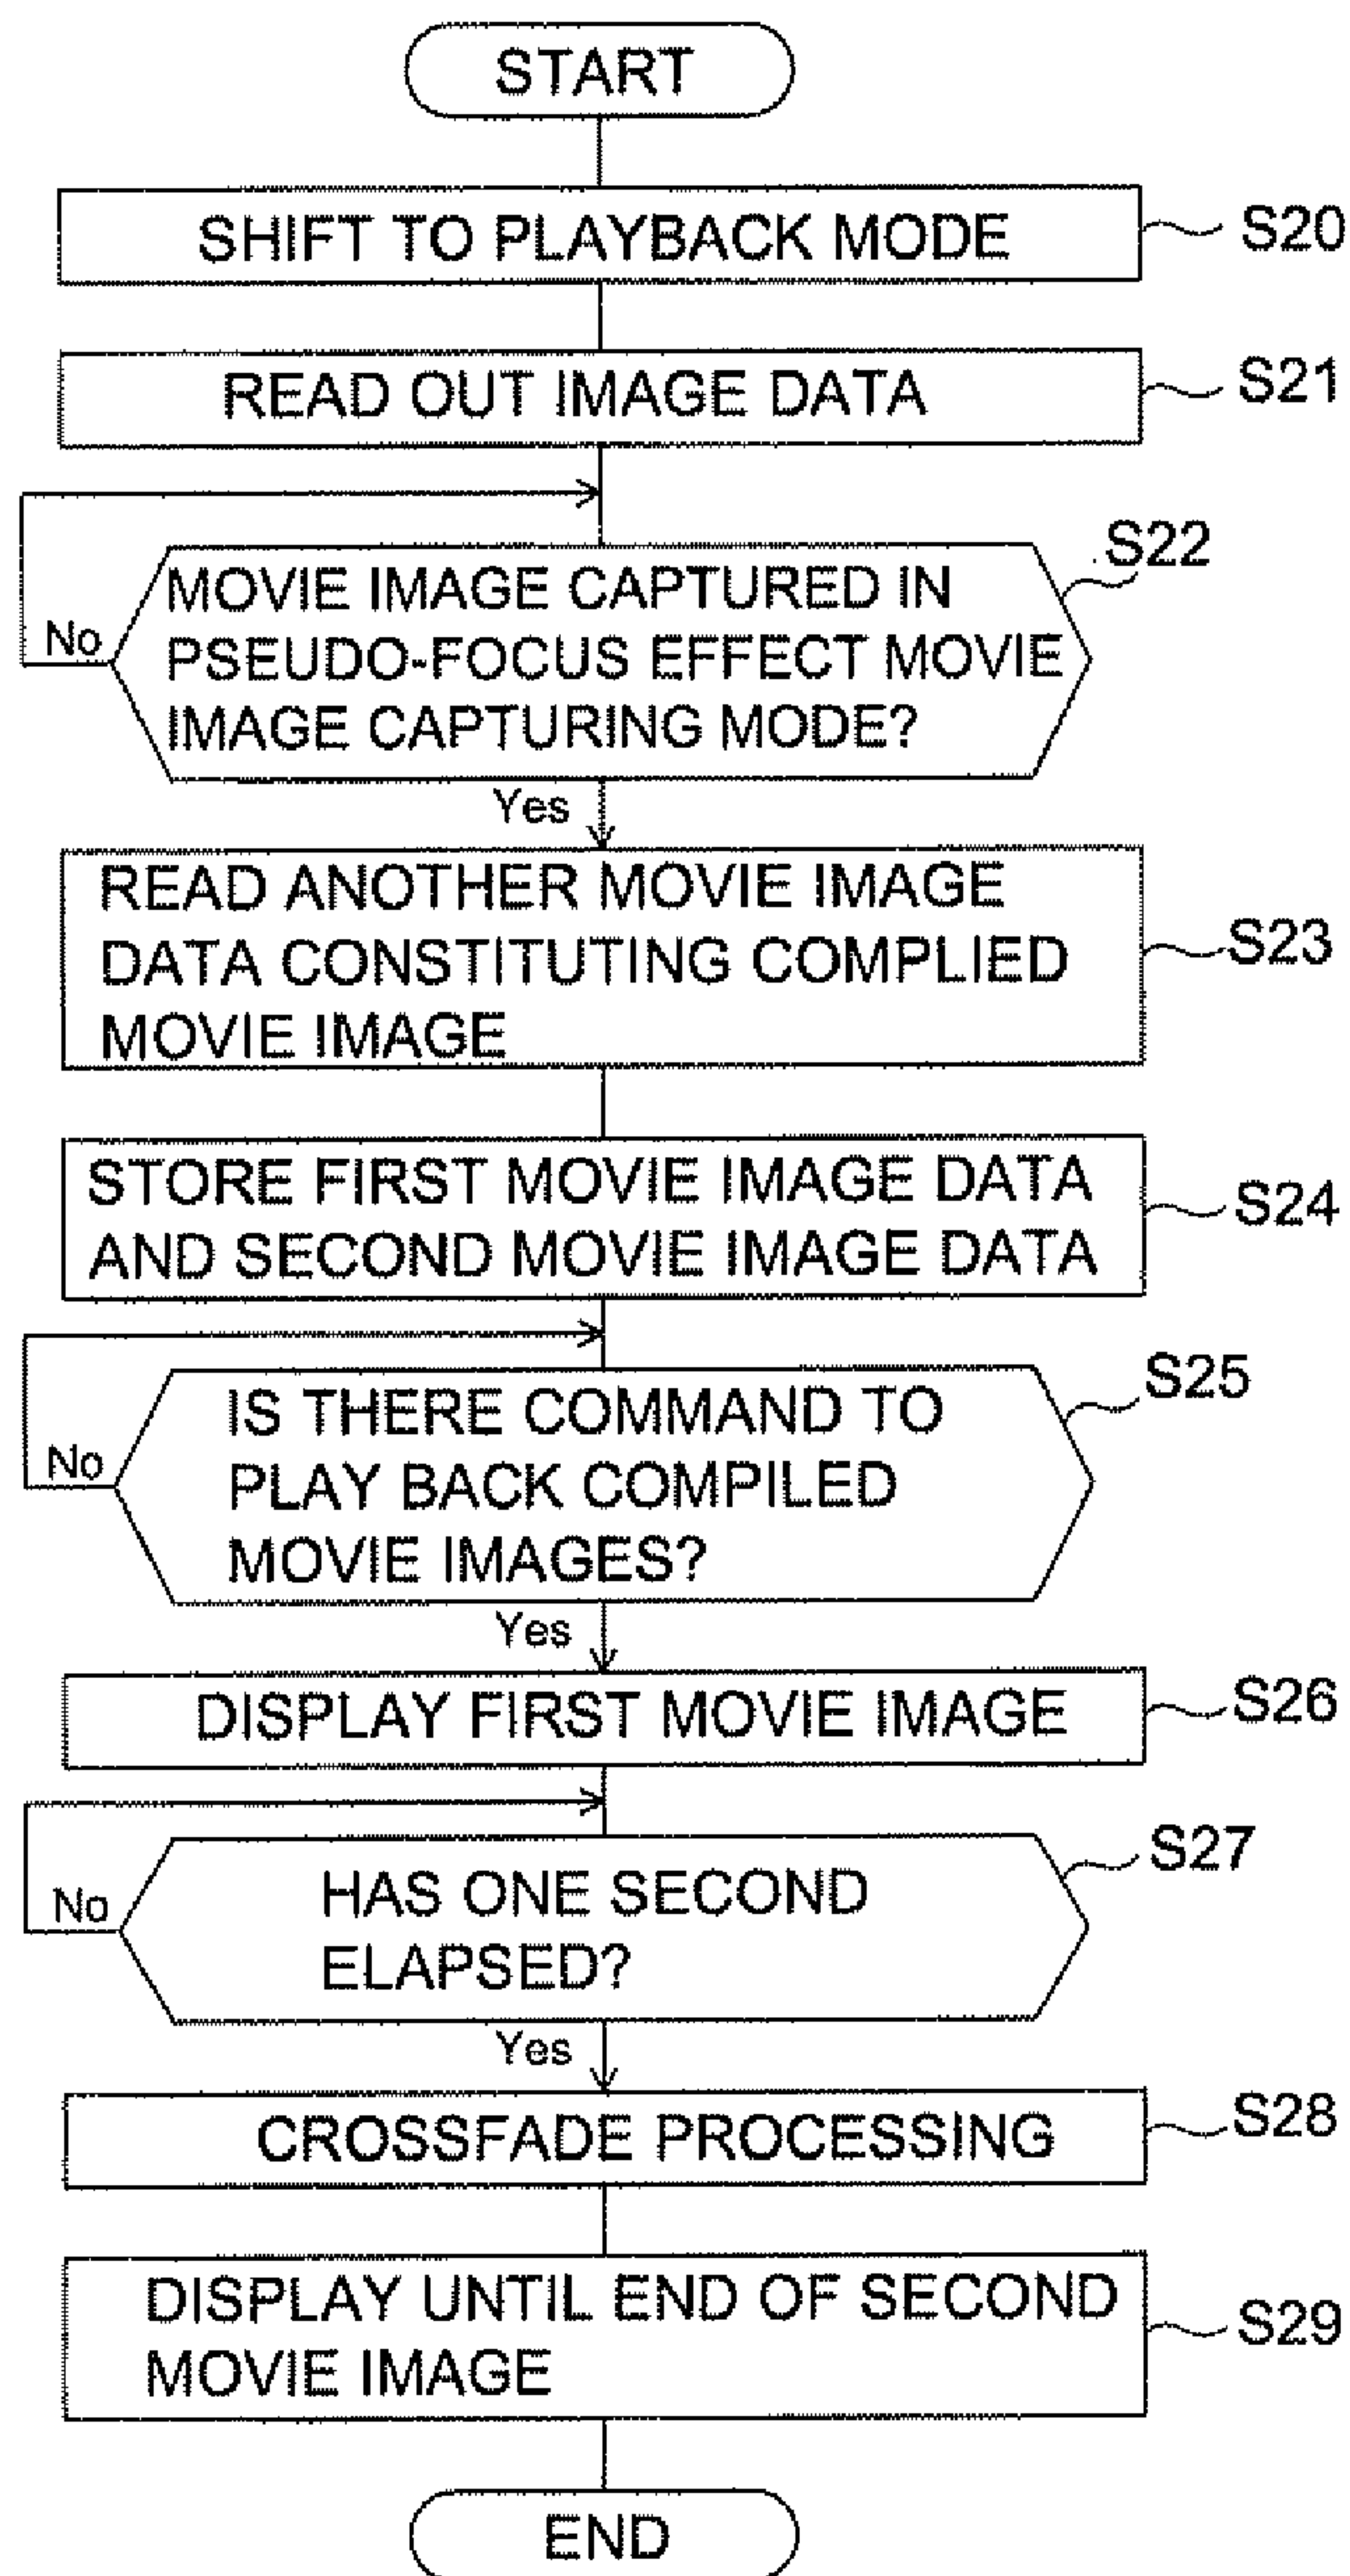 START
SHIFT TO PLAYBACK MODE
S20
READ OUT IMAGE DATA
S21
MOVIE IMAGE CAPTURED IN
PSEUDO-FOCUS EFFECT MOVIE
IMAGE CAPTURING MODE?
S22
No
Yes
READ ANOTHER MOVIE IMAGE
DATA CONSTITUTING COMPLIED
MOVIE IMAGE
S23
STORE FIRST MOVIE IMAGE DATA
AND SECOND MOVIE IMAGE DATA
S24
IS THERE COMMAND TO
PLAY BACK COMPILED
MOVIE IMAGES?
S25
No
Yes
DISPLAY FIRST MOVIE IMAGE
S26
HAS ONE SECOND
ELAPSED?
S27
No
Yes
CROSSFADE PROCESSING
S28
DISPLAY UNTIL END OF SECOND
MOVIE IMAGE
S29
END